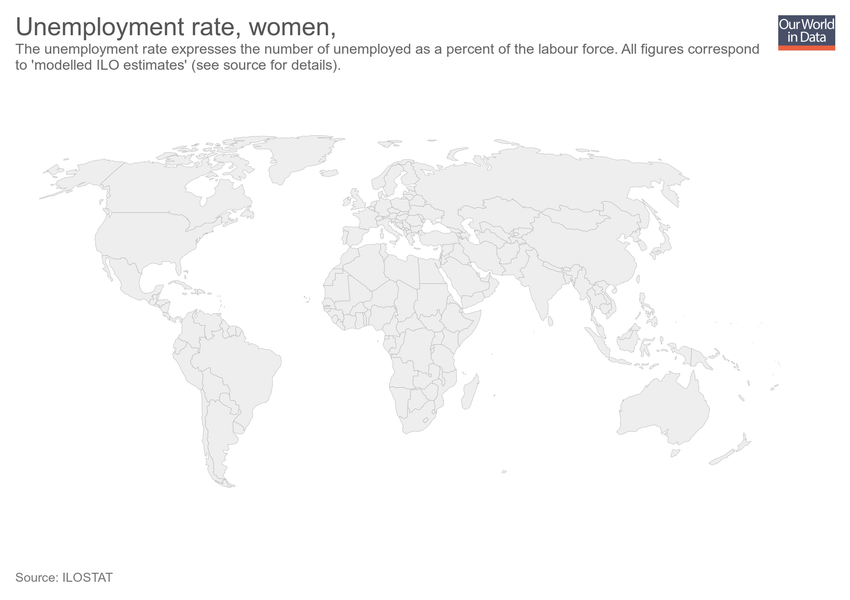 Unemployment rate, women,
Our World
in Data
The unemployment rate expresses the number of unemployed as a percent of the labour force. All figures correspond
to 'modelled ILO estimates' (see source for details).
Source: ILOSTAT